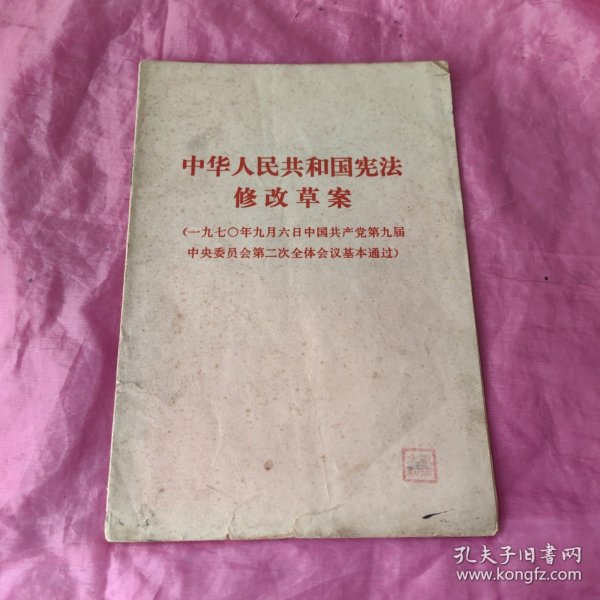 中华人民共和国宪法
修改草案
(一九七〇年九月六日中国共产党第九届
中央委员会第二次全体会议基本通过)
孔夫子旧书网
www.kongfz.com